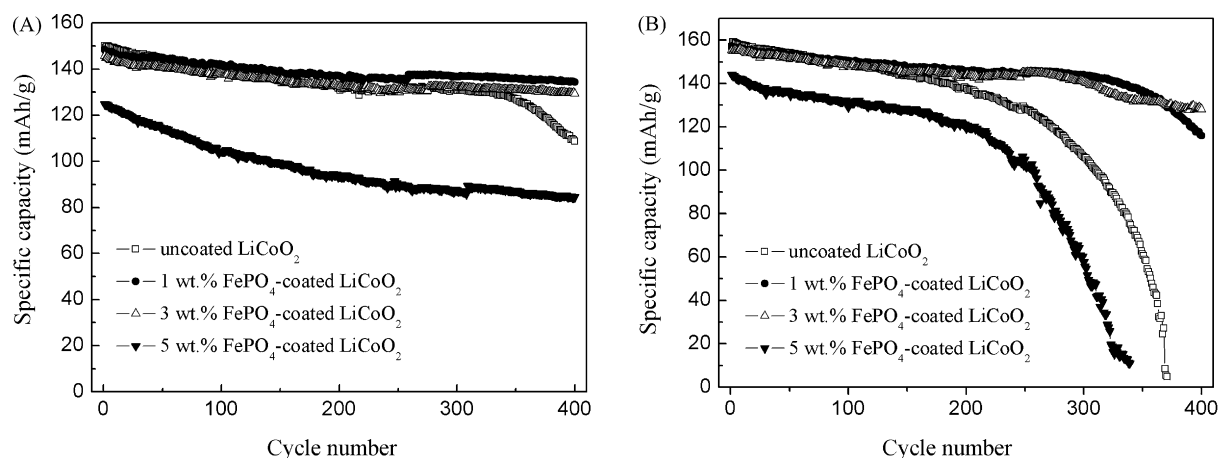 (A)
160
140
120
100
80
60
40
20
0
Specific capacity (mAh/g)
uncoated LiCoO₂
1 wt.% FePO₄-coated LiCoO₂
3 wt.% FePO₄-coated LiCoO₂
5 wt.% FePO₄-coated LiCoO₂
0 100 200 300 400
Cycle number
(B)
160
140
120
100
80
60
40
20
0
Specific capacity (mAh/g)
uncoated LiCoO₂
1 wt.% FePO₄-coated LiCoO₂
3 wt.% FePO₄-coated LiCoO₂
5 wt.% FePO₄-coated LiCoO₂
0 100 200 300 400
Cycle number